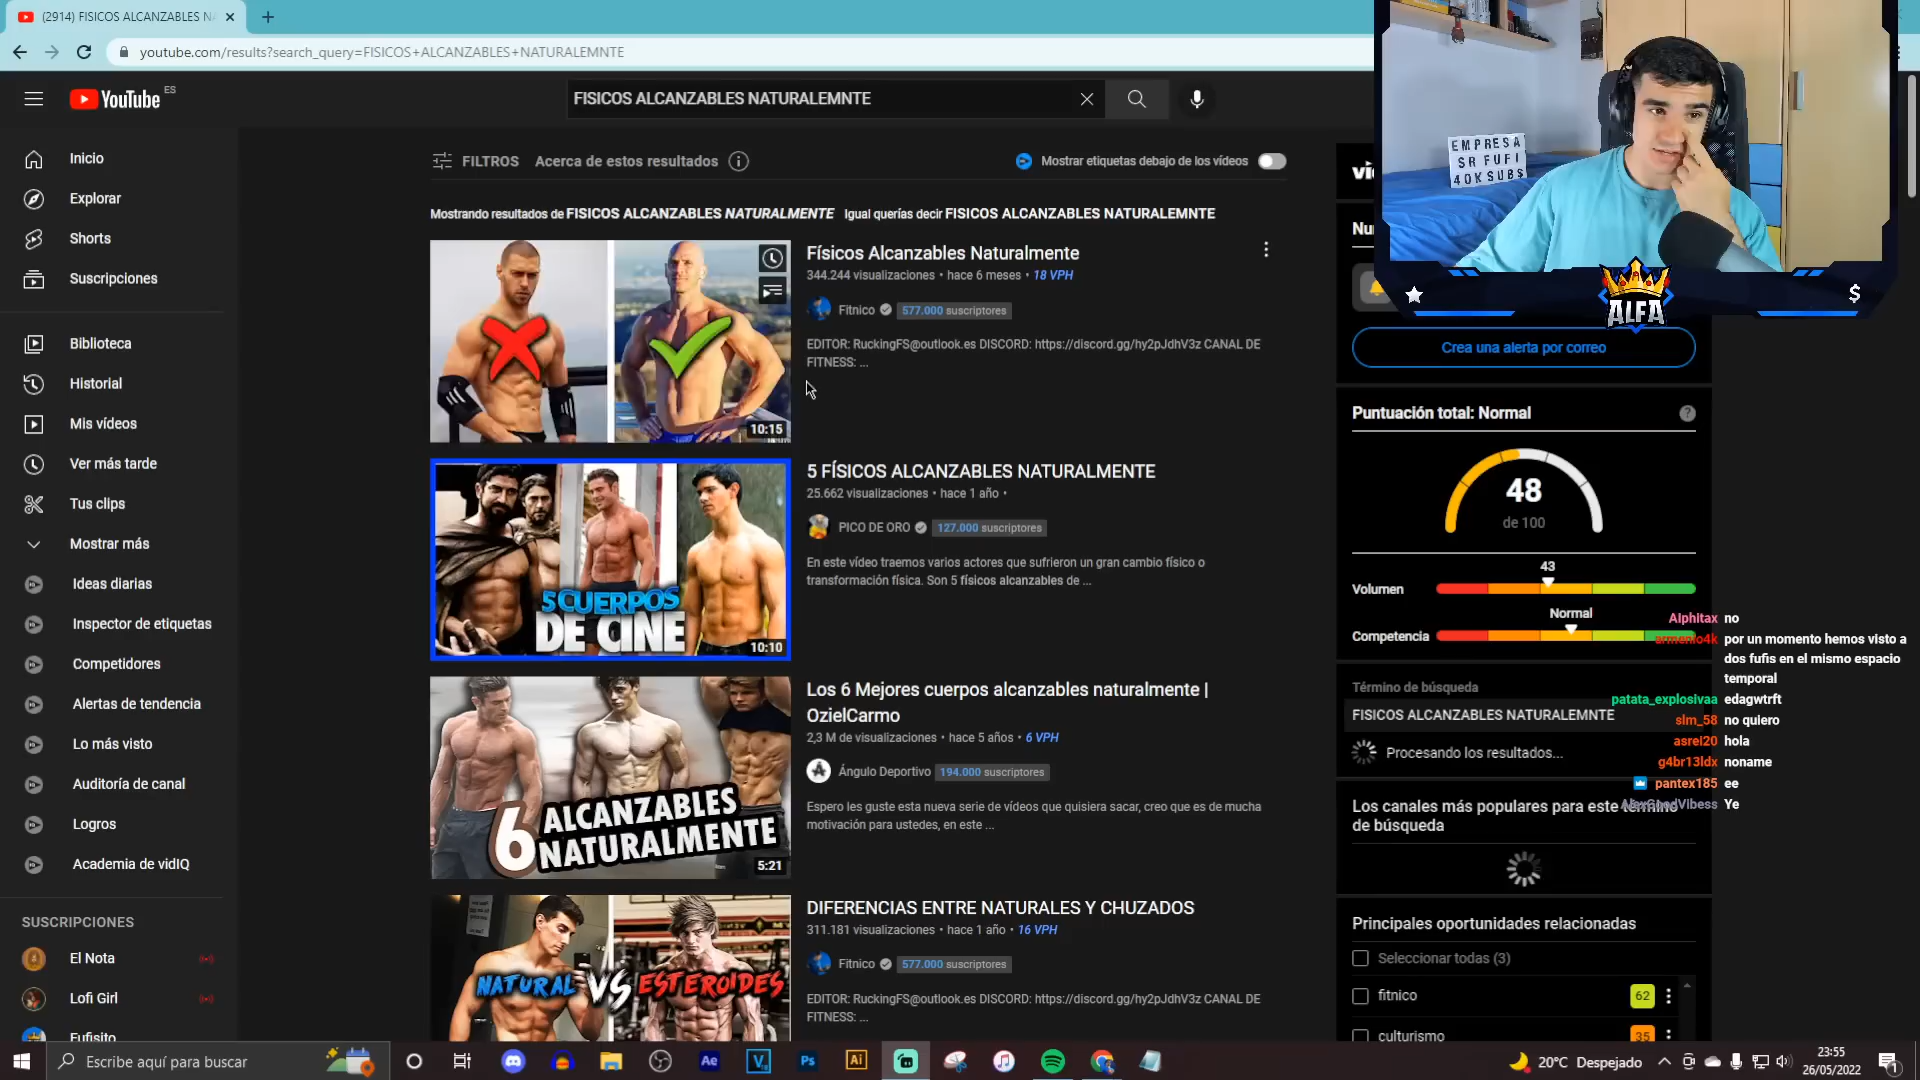 (2914) FISICOS ALCANZABLES N
youtube.com/results?search_query=FISICOS+ALCANZABLES+NATURALEMNTE
YouTube ES
FISICOS ALCANZABLES NATURALEMNTE
Inicio
Explorar
Shorts
Suscripciones
Biblioteca
Historial
Mis vídeos
Ver más tarde
Tus clips
Mostrar más
Ideas diarias
Inspector de etiquetas
Competidores
Alertas de tendencia
Lo más visto
Auditoría de canal
Logros
Academia de vidIQ
SUSCRIPCIONES
El Nota
Lofi Girl
Fufisito
FILTROS
Acerca de estos resultados
Mostrar etiquetas debajo de los vídeos
Mostrando resultados de FISICOS ALCANZABLES NATURALMENTE Igual querías decir FISICOS ALCANZABLES NATURALEMNTE
10:15
Físicos Alcanzables Naturalmente
344.244 visualizaciones • hace 6 meses • 18 VPH
Fitnico 577.000 suscriptores
EDITOR: RuckingFS@outlook.es DISCORD: https://discord.gg/hy2pJdhV3z CANAL DE
FITNESS: ...
5 CUERPOS
DE CINE
10:10
5 FÍSICOS ALCANZABLES NATURALMENTE
25.662 visualizaciones • hace 1 año •
PICO DE ORO 127.000 suscriptores
En este vídeo traemos varios actores que sufrieron un gran cambio físico o
transformación física. Son 5 físicos alcanzables de ...
6 ALCANZABLES
NATURALMENTE
5:21
Los 6 Mejores cuerpos alcanzables naturalmente |
OzielCarmo
2,3 M de visualizaciones • hace 5 años • 6 VPH
Ángulo Deportivo 194.000 suscriptores
Espero les guste esta nueva serie de vídeos que quisiera sacar, creo que es de mucha
motivación para ustedes, en este ...
NATURAL VS ESTEROIDES
DIFERENCIAS ENTRE NATURALES Y CHUZADOS
311.181 visualizaciones • hace 1 año • 16 VPH
Fitnico 577.000 suscriptores
EDITOR: RuckingFS@outlook.es DISCORD: https://discord.gg/hy2pJdhV3z CANAL DE
FITNESS: ...
EMPRESA
SR FUFI
40K SUBS
ALFA
$
Crea una alerta por correo
Puntuación total: Normal
48
de 100
43
Volumen
Normal
Competencia
Término de búsqueda
FISICOS ALCANZABLES NATURALEMNTE
Procesando los resultados...
Los canales más populares para este término
de búsqueda
Principales oportunidades relacionadas
Seleccionar todas (3)
fitnico 62
culturismo 35
Alphitax no
armenio4k por un momento hemos visto a
dos fufis en el mismo espacio
temporal
patata_explosivaa edagwtrft
slm_58 no quiero
asrei20 hola
g4br13ldx noname
pantex185 ee
AlexGoodVibess Ye
Escribe aquí para buscar
Ae
Ps
Ai
20°C Despejado
23:55
26/05/2022
1